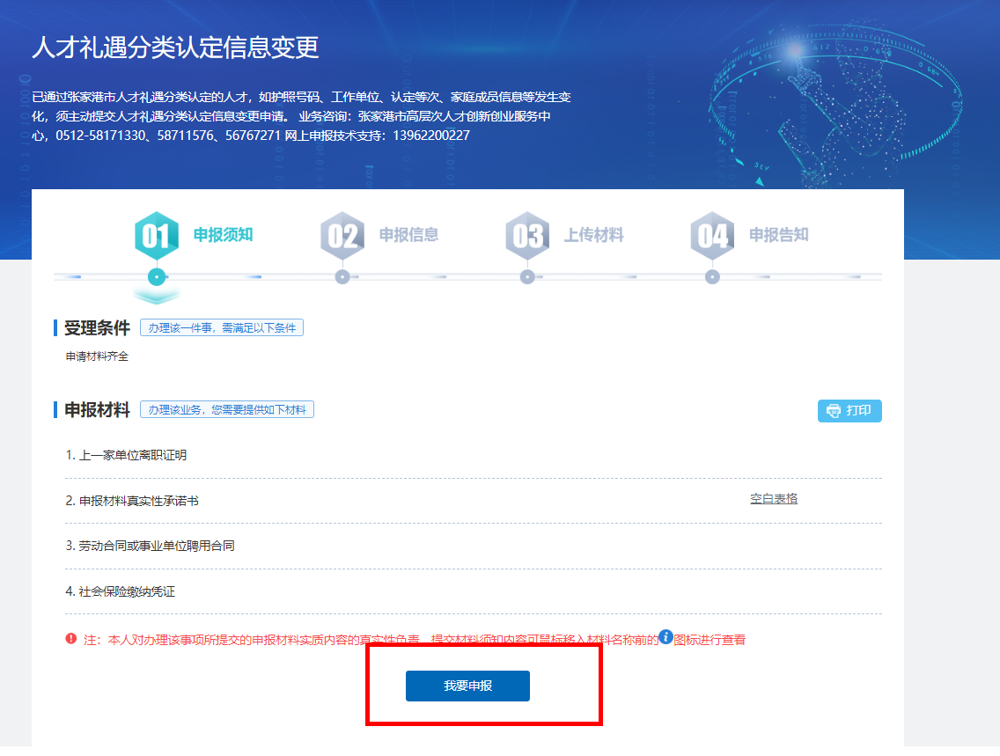 人才礼遇分类认定信息变更
已通过张家港市人才礼遇分类认定的人才，如护照号码、工作单位、认定等次、家庭成员信息等发生变
化，须主动提交人才礼遇分类认定信息变更申请。 业务咨询：张家港市高层次人才创新创业服务中
心，0512-58171330、58711576、56767271 网上申报技术支持：13962200227
01 申报须知 02 申报信息 03 上传材料 04 申报告知
受理条件 办理该一件事，需满足以下条件
申请材料齐全
申报材料 办理该业务，您需要提供如下材料 打印
1. 上一家单位离职证明
2. 申报材料真实性承诺书 空白表格
3. 劳动合同或事业单位聘用合同
4. 社会保险缴纳凭证
注：本人对办理该事项所提交的申报材料实质内容的真实性负责，提交材料须知内容可鼠标移入材料名称前的图标进行查看
我要申报